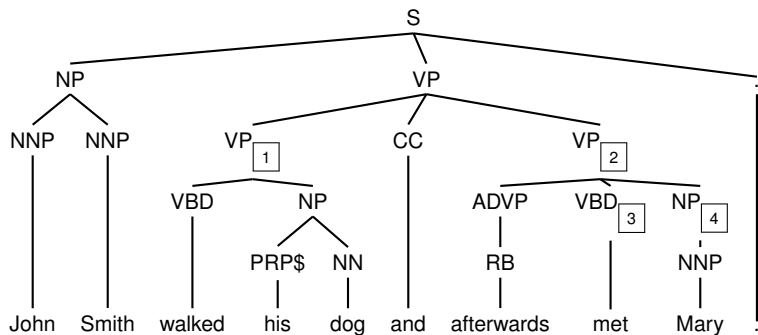 S
NP VP .
NNP NNP VP 1 CC VP 2
VBD NP ADVP VBD 3 NP 4
PRP$ NN RB NNP
John Smith walked his dog and afterwards met Mary .